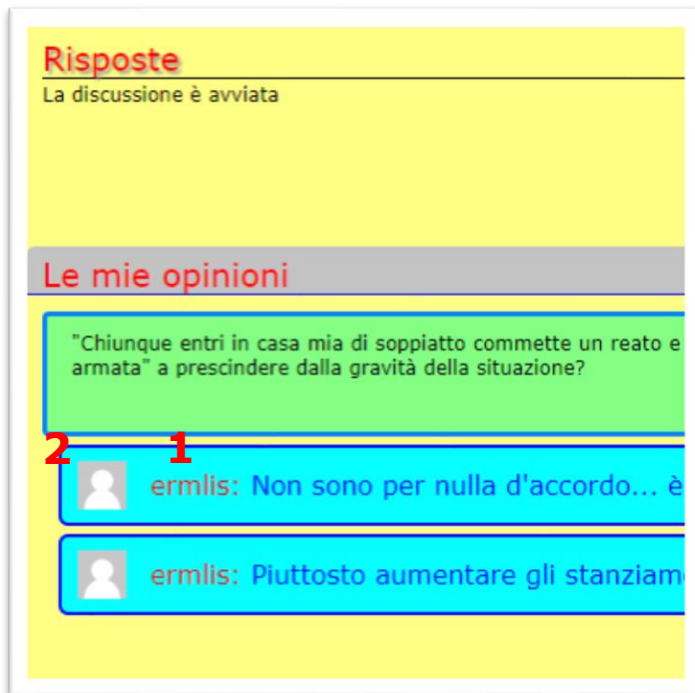 Risposte
La discussione è avviata
Le mie opinioni
"Chiunque entri in casa mia di soppiatto commette un reato e
armata" a prescindere dalla gravità della situazione?
2 1
ermlis: Non sono per nulla d'accordo... è
ermlis: Piuttosto aumentare gli stanziam